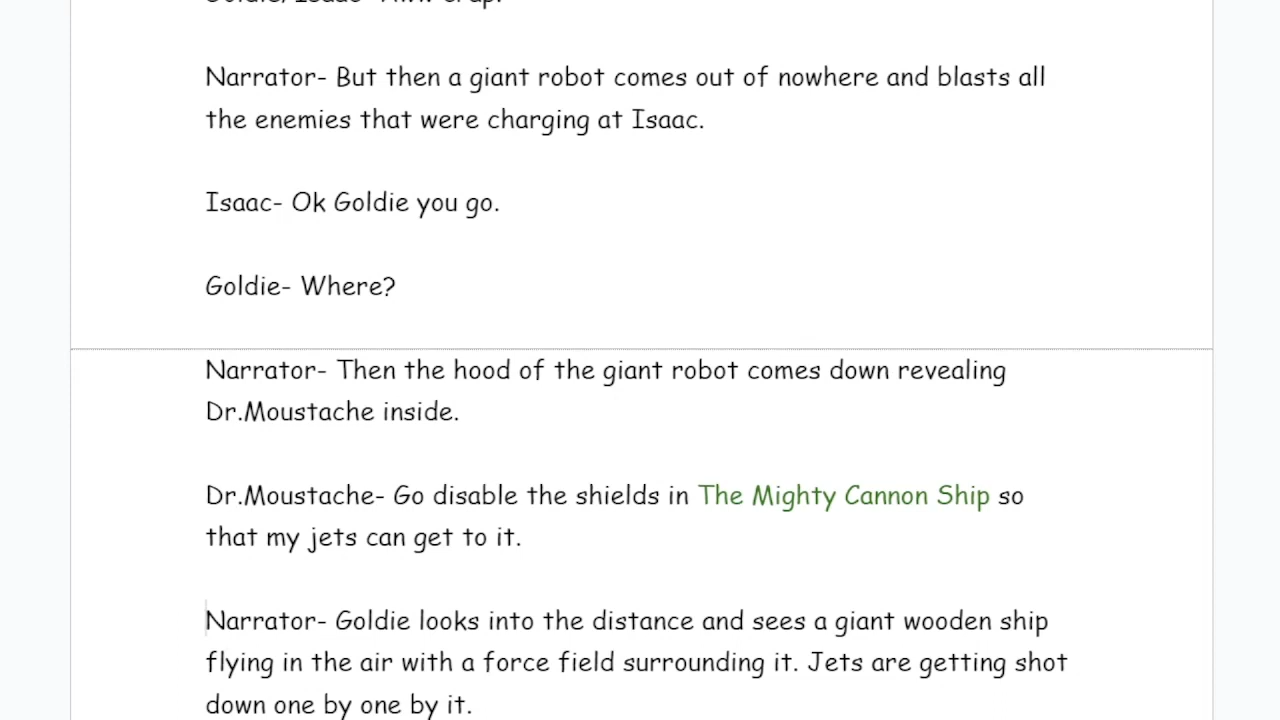 Narrator- But then a giant robot comes out of nowhere and blasts all
the enemies that were charging at Isaac.
Isaac- Ok Goldie you go.
Goldie- Where?
Narrator- Then the hood of the giant robot comes down revealing
Dr.Moustache inside.
Dr.Moustache- Go disable the shields in The Mighty Cannon Ship so
that my jets can get to it.
Narrator- Goldie looks into the distance and sees a giant wooden ship
flying in the air with a force field surrounding it. Jets are getting shot
down one by one by it.